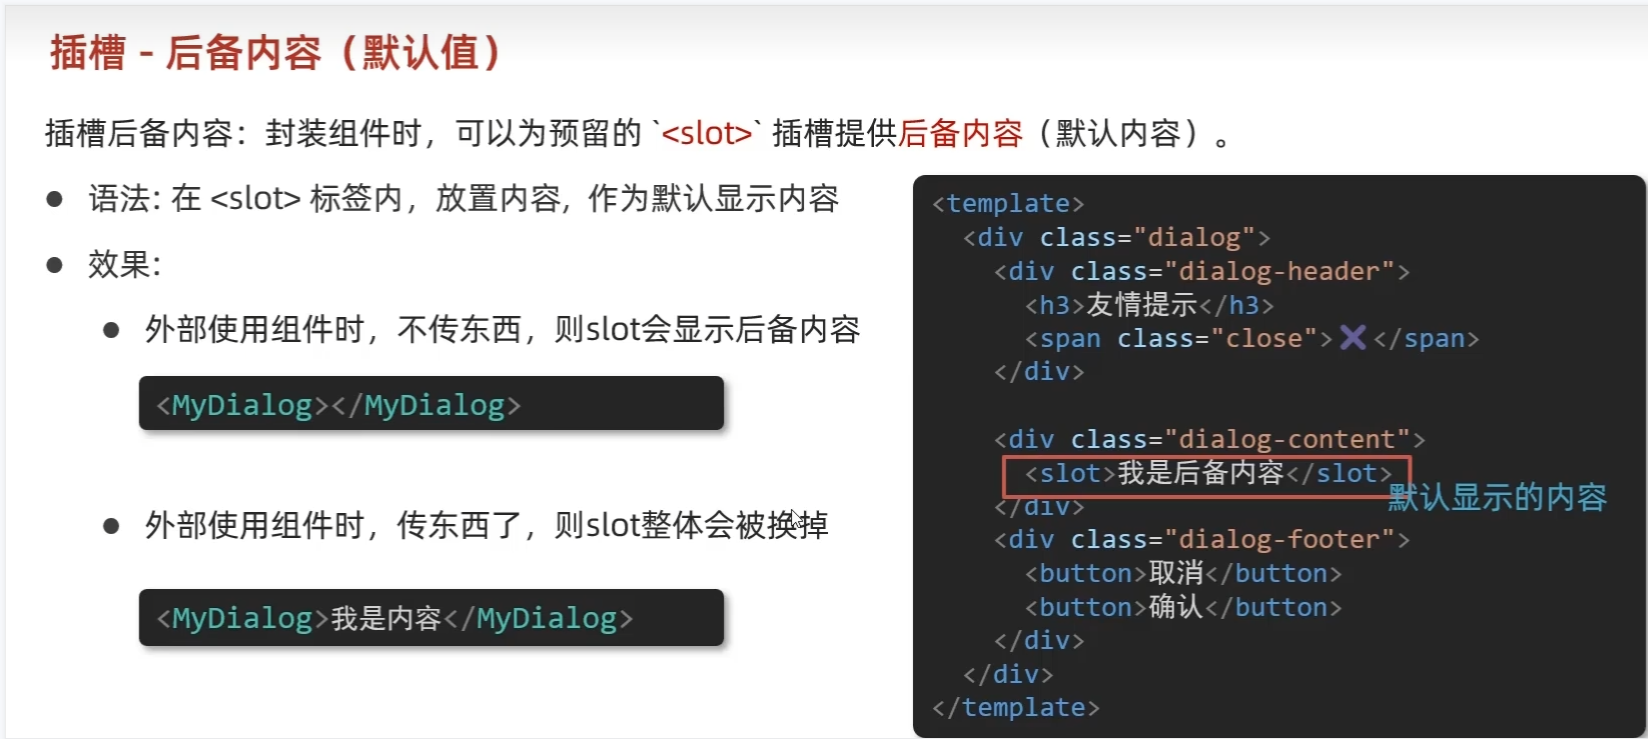 插槽 - 后备内容（默认值）
插槽后备内容：封装组件时，可以为预留的 `<slot>` 插槽提供后备内容（默认内容）。
● 语法: 在 <slot> 标签内，放置内容, 作为默认显示内容
● 效果:
● 外部使用组件时，不传东西，则slot会显示后备内容
<MyDialog></MyDialog>
● 外部使用组件时，传东西了，则slot整体会被换掉
<MyDialog>我是内容</MyDialog>
<template>
<div class="dialog">
<div class="dialog-header">
<h3>友情提示</h3>
<span class="close">✖</span>
</div>
<div class="dialog-content">
<slot>我是后备内容</slot>
默认显示的内容
</div>
<div class="dialog-footer">
<button>取消</button>
<button>确认</button>
</div>
</div>
</template>